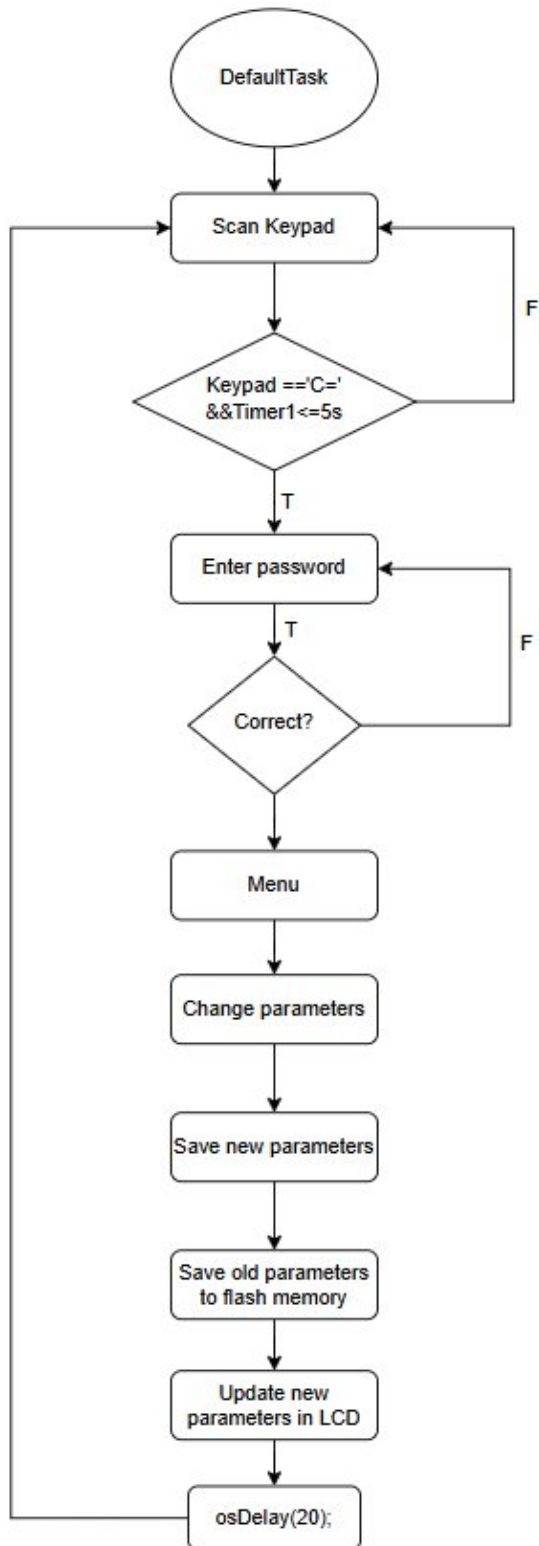 DefaultTask
Scan Keypad
F
Keypad =='C='
&&Timer1<=5s
T
Enter password
T
F
Correct?
Menu
Change parameters
Save new parameters
Save old parameters
to flash memory
Update new
parameters in LCD
osDelay(20);